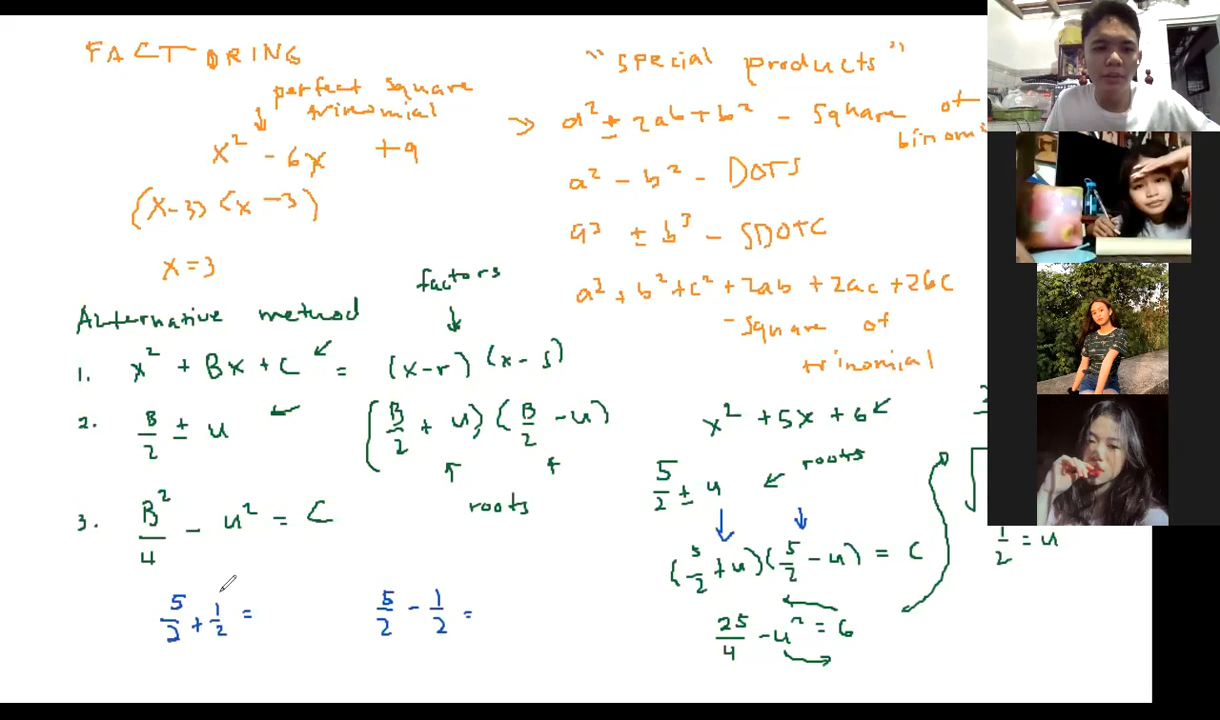 FACTORING
perfect square
trinomial
x² - 6x +9
(x-3) (x-3)
x=3
"special products"
a² ± 2ab + b² - square of
a² - b² - DOTS
a³ ± b³ - SDOTC
a² + b² + c² + 2ab + 2ac + 2bc
- square of
trinomial
Alternative method
factors
1. x² + Bx + C = (x-r) (x-s)
2. B/2 ± u (B/2 + u) (B/2 - u)
roots
3. B²/4 - u² = C
5/2 + 1/2 =
5/2 - 1/2 =
x² + 5x + 6
5/2 ± u
roots
(5/2 + u)(5/2 - u) = C
25/4 - u² = 6
1/2 = u